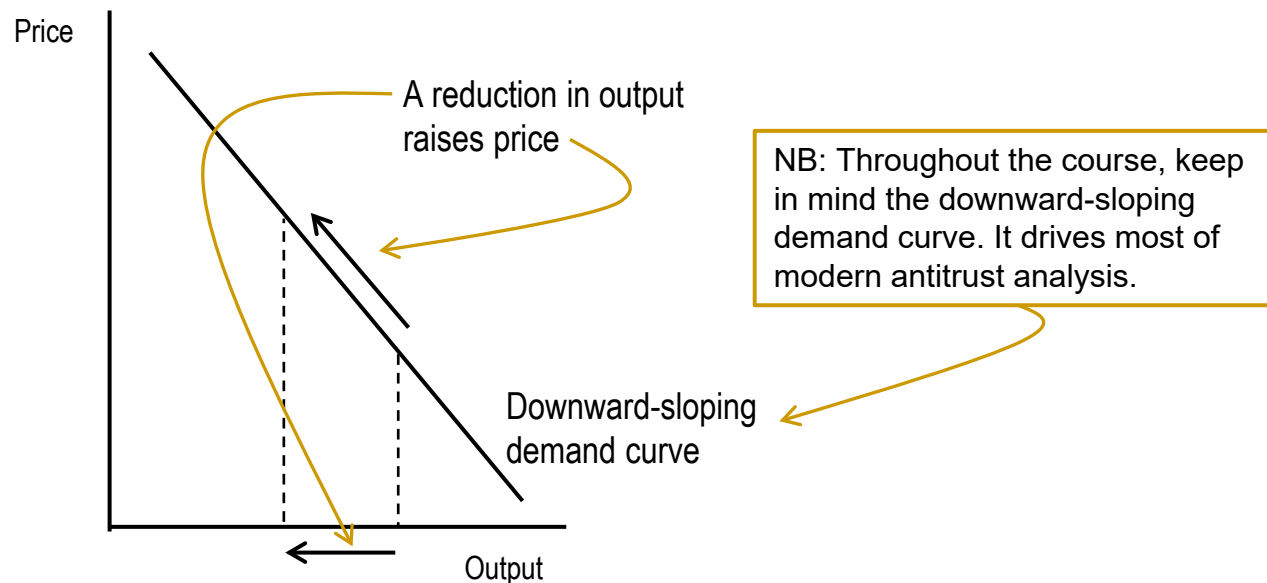 Price
A reduction in output
raises price
NB: Throughout the course, keep
in mind the downward-sloping
demand curve. It drives most of
modern antitrust analysis.
Downward-sloping
demand curve
Output